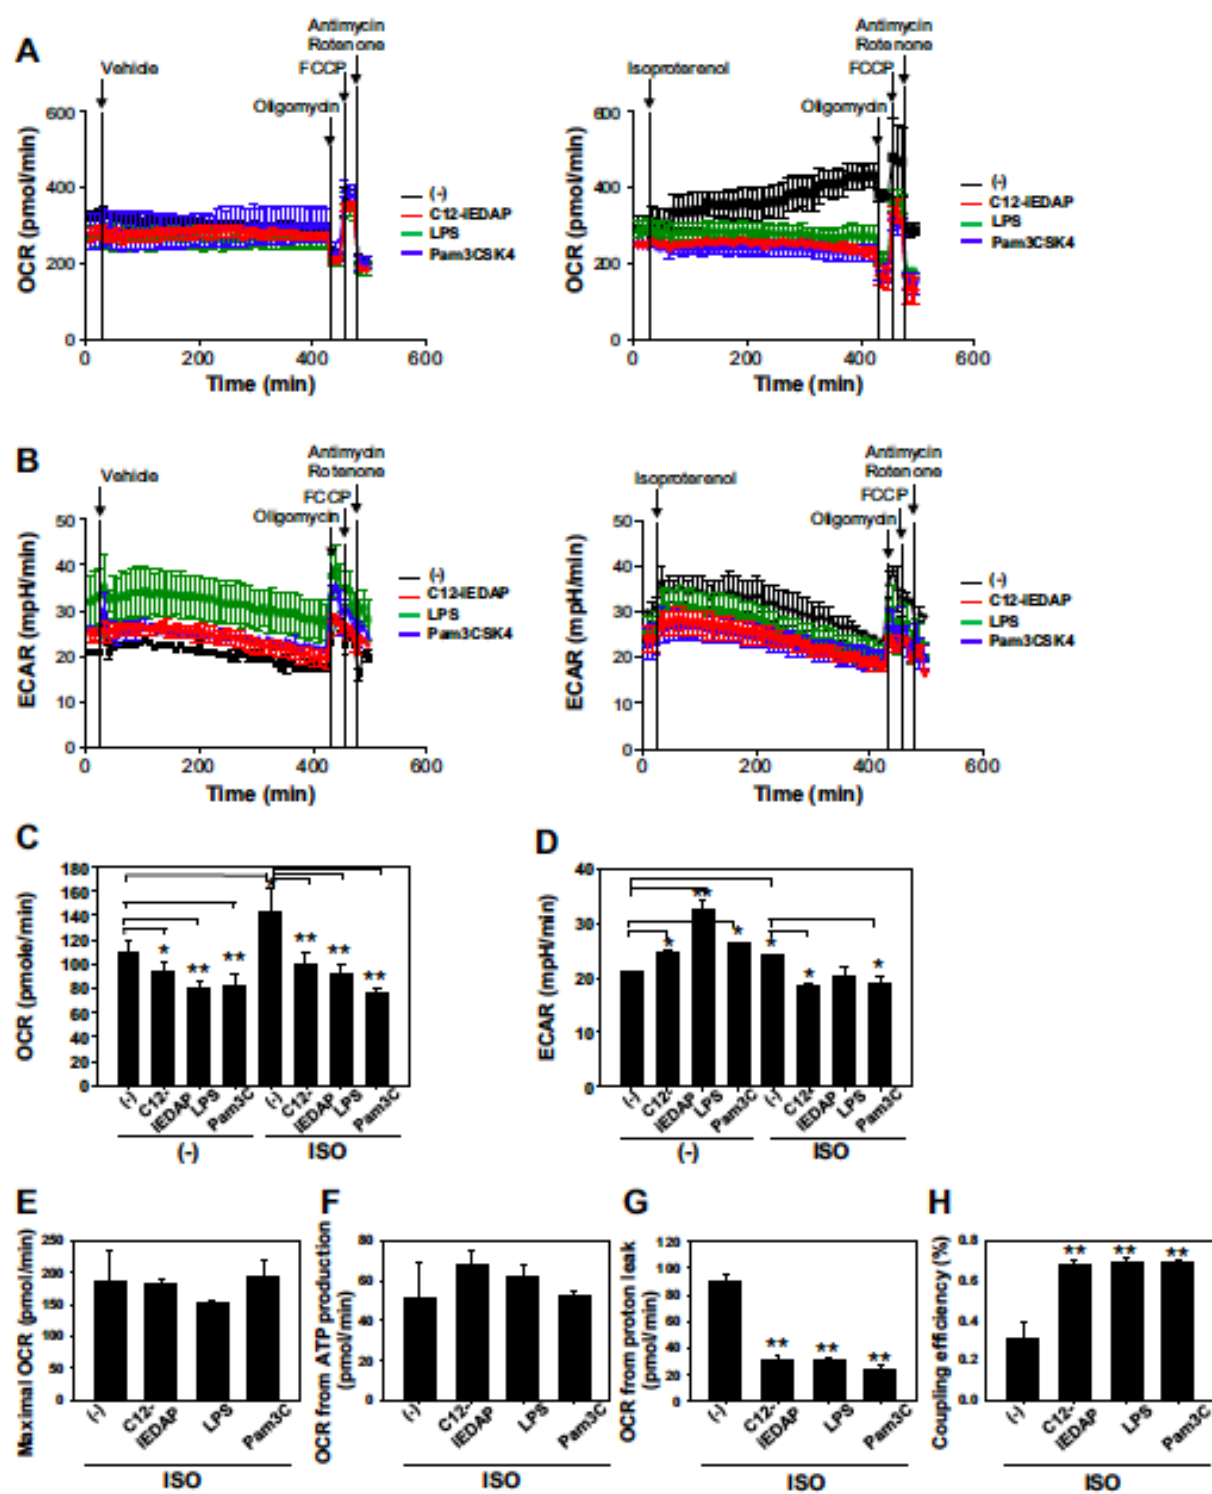 A
Vehicle
Antimycin
Rotenone
FCCP
Oligomycin
OCR (pmol/min)
600
400
200
0
0 200 400 600
Time (min)
(-)
C12-iEDAP
LPS
Pam3CSK4
Isoproterenol
Antimycin
Rotenone
FCCP
Oligomycin
OCR (pmol/min)
600
400
200
0
0 200 400 600
Time (min)
(-)
C12-iEDAP
LPS
Pam3CSK4
B
Vehicle
Antimycin
Rotenone
FCCP
Oligomycin
ECAR (mpH/min)
50
40
30
20
10
0
0 200 400 600
Time (min)
(-)
C12-iEDAP
LPS
Pam3CSK4
Isoproterenol
Antimycin
Rotenone
FCCP
Oligomycin
ECAR (mpH/min)
50
40
30
20
10
0
0 200 400 600
Time (min)
(-)
C12-iEDAP
LPS
Pam3CSK4
C
OCR (pmole/min)
180
160
140
120
100
80
60
40
20
0
* ** ** * ** ** **
(-) C12-iEDAP LPS Pam3C (-) C12-iEDAP LPS Pam3C
(-) ISO
D
ECAR (mpH/min)
40
30
20
10
0
* ** * * * *
(-) C12-iEDAP LPS Pam3C (-) C12-iEDAP LPS Pam3C
(-) ISO
E
Maximal OCR (pmol/min)
250
200
150
100
50
0
(-) C12-iEDAP LPS Pam3C
ISO
F
OCR from ATP production
(pmol/min)
80
60
40
20
0
(-) C12-iEDAP LPS Pam3C
ISO
G
OCR from proton leak
(pmol/min)
120
100
80
60
40
20
0
** ** **
(-) C12-iEDAP LPS Pam3C
ISO
H
Coupling efficiency (%)
0.8
0.6
0.4
0.2
0.0
** ** **
(-) C12-iEDAP LPS Pam3C
ISO